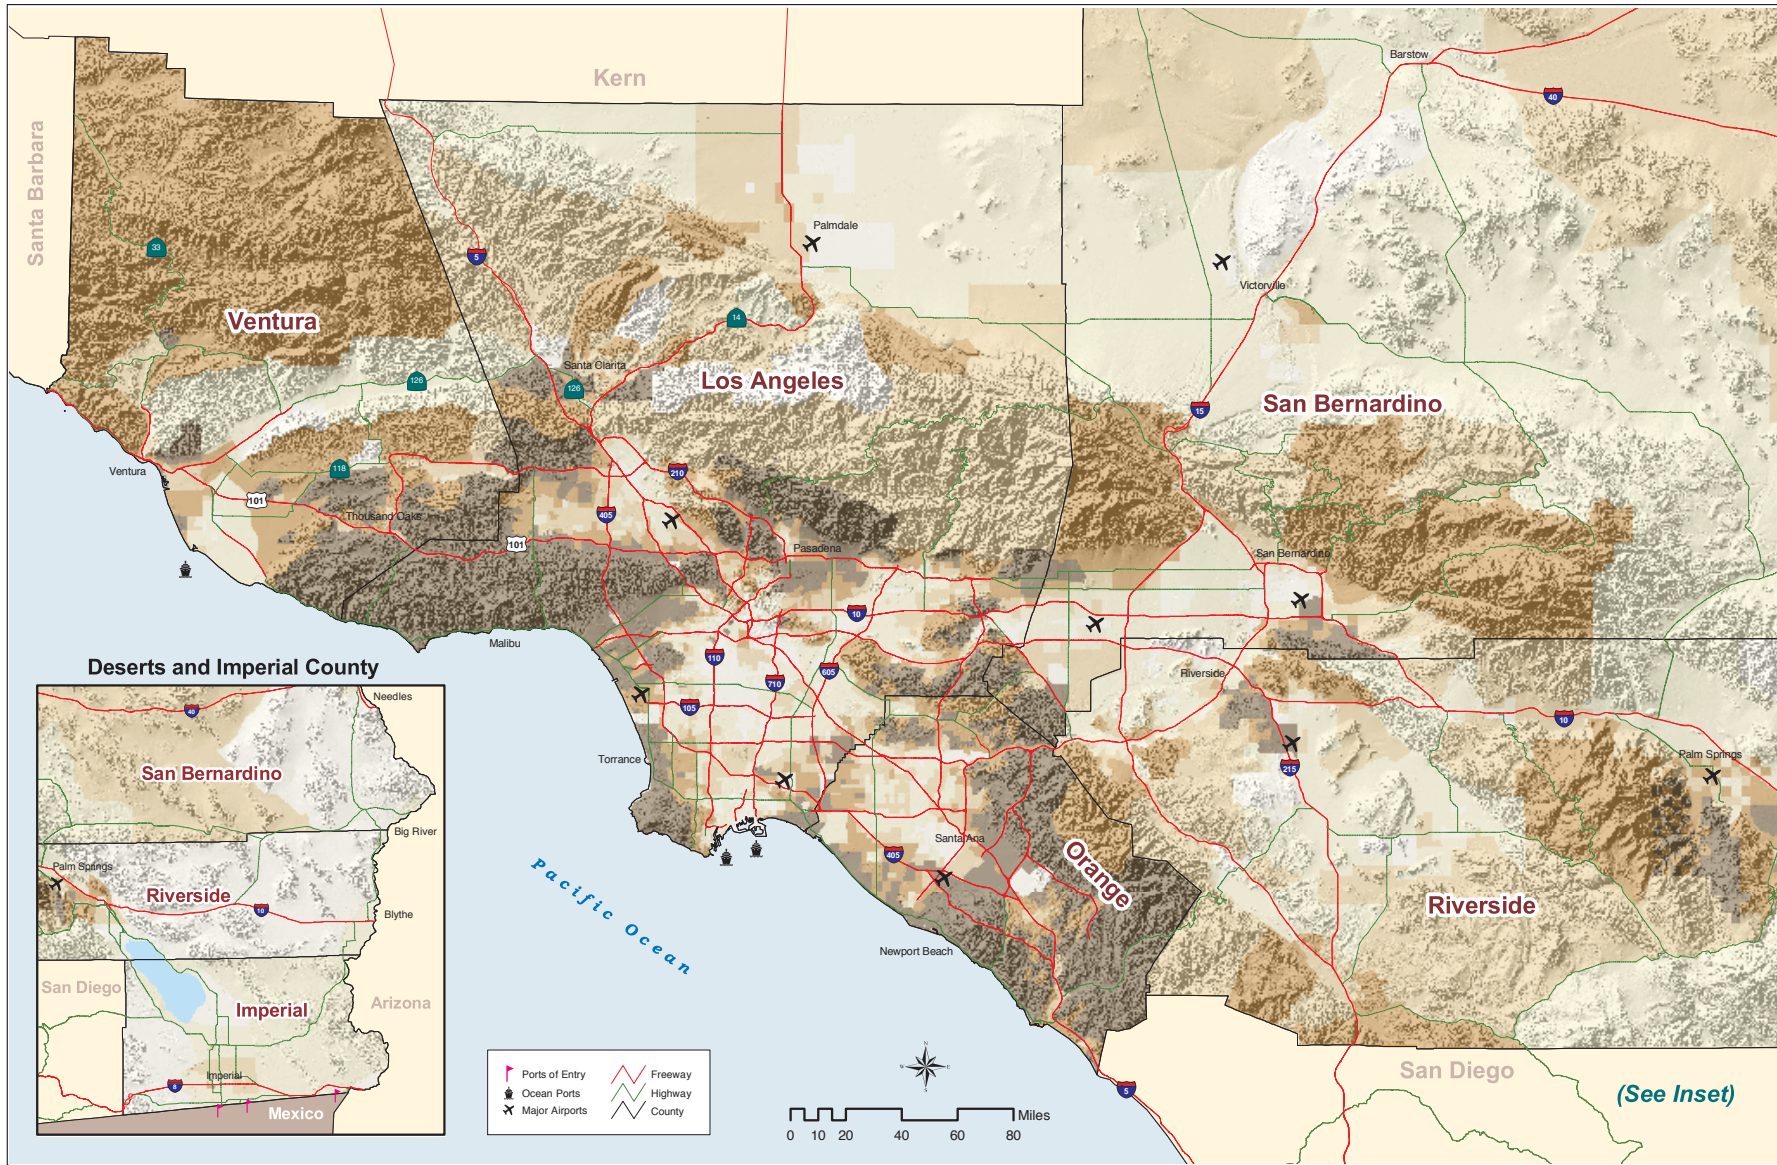 Kern
Barstow
40
Santa Barbara
33
5
Palmdale
Victorville
Ventura
14
Santa Clarita
126
126
Los Angeles
15
San Bernardino
Ventura
118
101
Thousand Oaks
210
405
101
Pasadena
San Bernardino
10
Malibu
110
710
605
105
Riverside
10
215
Palm Springs
Torrance
Santa Ana
405
Orange
Riverside
Newport Beach
Pacific Ocean
Deserts and Imperial County
Needles
40
San Bernardino
Big River
Palm Springs
Riverside
10
Blythe
San Diego
Imperial
Arizona
Imperial
8
Mexico
Ports of Entry
Ocean Ports
Major Airports
Freeway
Highway
County
N
W
E
S
Miles
0 10 20 40 60 80
5
San Diego
(See Inset)